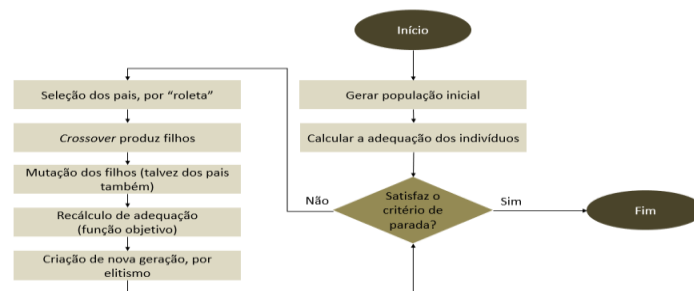 Início
Gerar população inicial
Calcular a adequação dos indivíduos
Satisfaz o
critério de
parada?
Não
Sim
Fim
Seleção dos pais, por “roleta”
Crossover produz filhos
Mutação dos filhos (talvez dos pais
também)
Recálculo de adequação
(função objetivo)
Criação de nova geração, por
elitismo